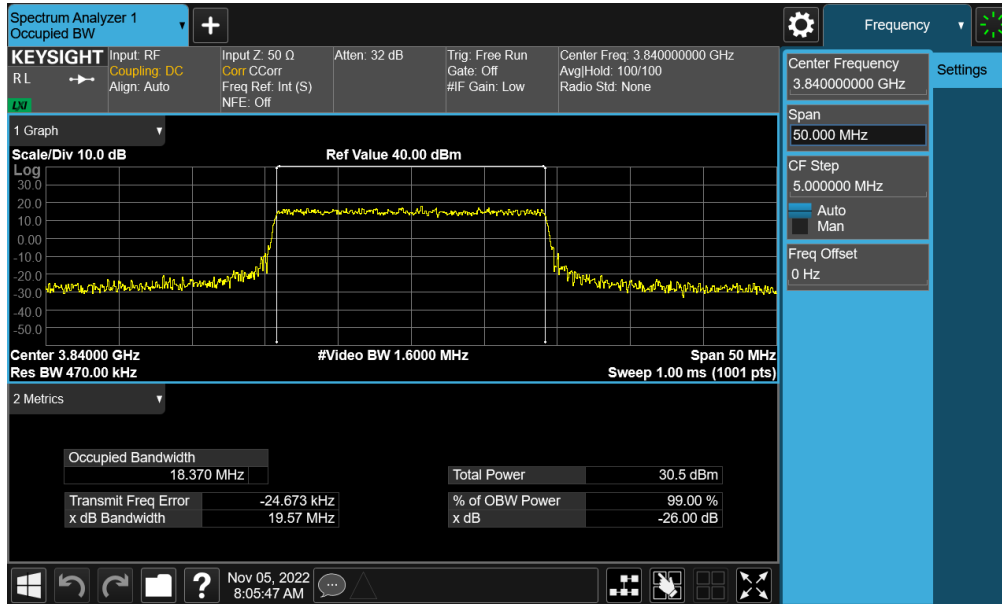 Spectrum Analyzer 1
Occupied BW
+
Frequency
KEYSIGHT
R L
LXI
Input: RF
Coupling: DC
Align: Auto
Input Z: 50 Ω
Corr CCorr
Freq Ref: Int (S)
NFE: Off
Atten: 32 dB
Trig: Free Run
Gate: Off
#IF Gain: Low
Center Freq: 3.840000000 GHz
Avg|Hold: 100/100
Radio Std: None
Center Frequency
3.840000000 GHz
Settings
Span
50.000 MHz
CF Step
5.000000 MHz
Auto
Man
Freq Offset
0 Hz
1 Graph
Scale/Div 10.0 dB
Ref Value 40.00 dBm
Log
30.0
20.0
10.0
0.00
-10.0
-20.0
-30.0
-40.0
-50.0
Center 3.84000 GHz
#Video BW 1.6000 MHz
Span 50 MHz
Res BW 470.00 kHz
Sweep 1.00 ms (1001 pts)
2 Metrics
Occupied Bandwidth
18.370 MHz
Total Power 30.5 dBm
Transmit Freq Error -24.673 kHz
% of OBW Power 99.00 %
x dB Bandwidth 19.57 MHz
x dB -26.00 dB
?
Nov 05, 2022
8:05:47 AM